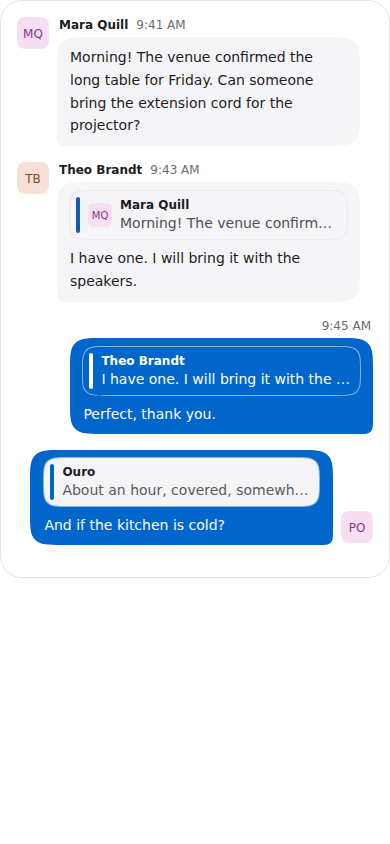 MQ
Mara Quill 9:41 AM
Morning! The venue confirmed the
long table for Friday. Can someone
bring the extension cord for the
projector?
TB
Theo Brandt 9:43 AM
MQ
Mara Quill
Morning! The venue confirm...
I have one. I will bring it with the
speakers.
9:45 AM
Theo Brandt
I have one. I will bring it with the ...
Perfect, thank you.
Ouro
About an hour, covered, somewh...
And if the kitchen is cold?
PO